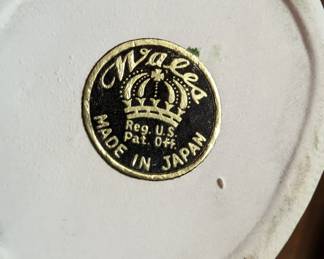 Wales
Reg. U.S.
Pat. Off.
MADE IN JAPAN